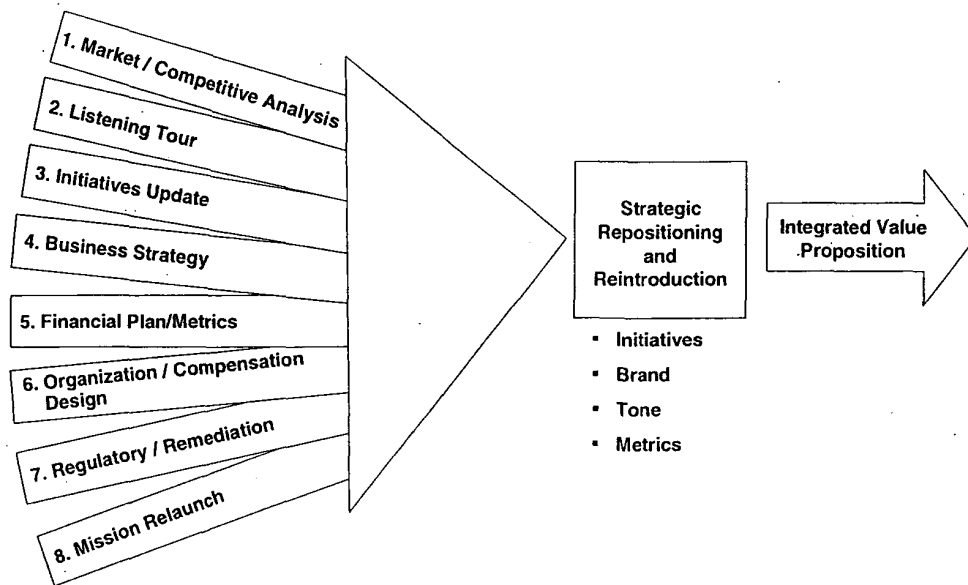 1. Market / Competitive Analysis
2. Listening Tour
3. Initiatives Update
4. Business Strategy
5. Financial Plan/Metrics
6. Organization / Compensation
Design
7. Regulatory / Remediation
8. Mission Relaunch
Strategic
Repositioning
and
Reintroduction
▪ Initiatives
▪ Brand
▪ Tone
▪ Metrics
Integrated Value
Proposition